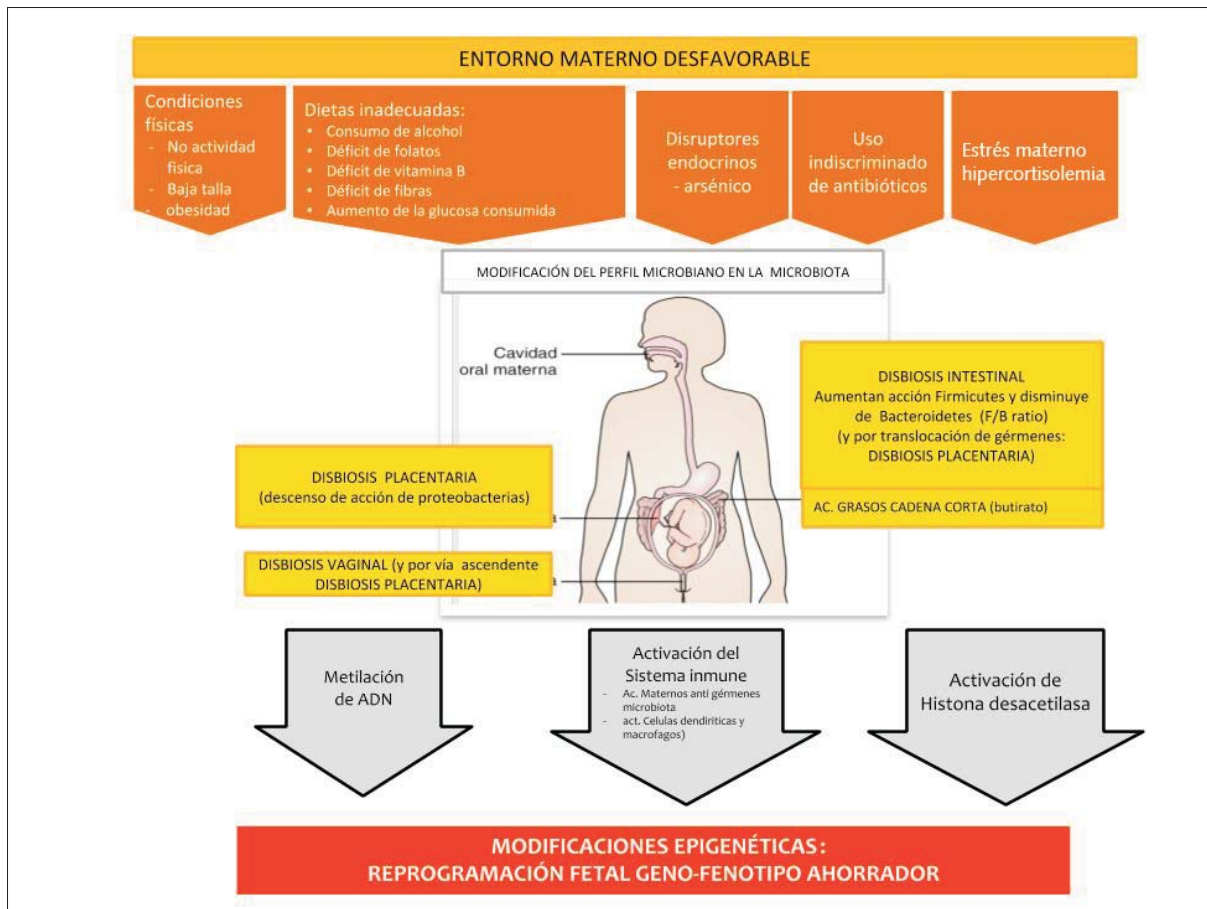 ENTORNO MATERNO DESFAVORABLE
Condiciones
físicas
- No actividad
fisica
- Baja talla
- obesidad
Dietas inadecuadas:
• Consumo de alcohol
• Déficit de folatos
• Déficit de vitamina B
• Déficit de fibras
• Aumento de la glucosa consumida
Disruptores
endocrinos
- arsénico
Uso
indiscriminado
de antibióticos
Estrés materno
hipercortisolemia
MODIFICACIÓN DEL PERFIL MICROBIANO EN LA MICROBIOTA
Cavidad
oral materna
DISBIOSIS INTESTINAL
Aumentan acción Firmicutes y disminuye
de Bacteroidetes (F/B ratio)
(y por translocación de gérmenes:
DISBIOSIS PLACENTARIA)
AC. GRASOS CADENA CORTA (butirato)
DISBIOSIS PLACENTARIA
(descenso de acción de proteobacterias)
DISBIOSIS VAGINAL (y por vía ascendente
DISBIOSIS PLACENTARIA)
Metilación
de ADN
Activación del
Sistema inmune
- Ac. Maternos anti gérmenes
microbiota
- act. Celulas dendiriticas y
macrofagos)
Activación de
Histona desacetilasa
MODIFICACIONES EPIGENÉTICAS:
REPROGRAMACIÓN FETAL GENO-FENOTIPO AHORRADOR